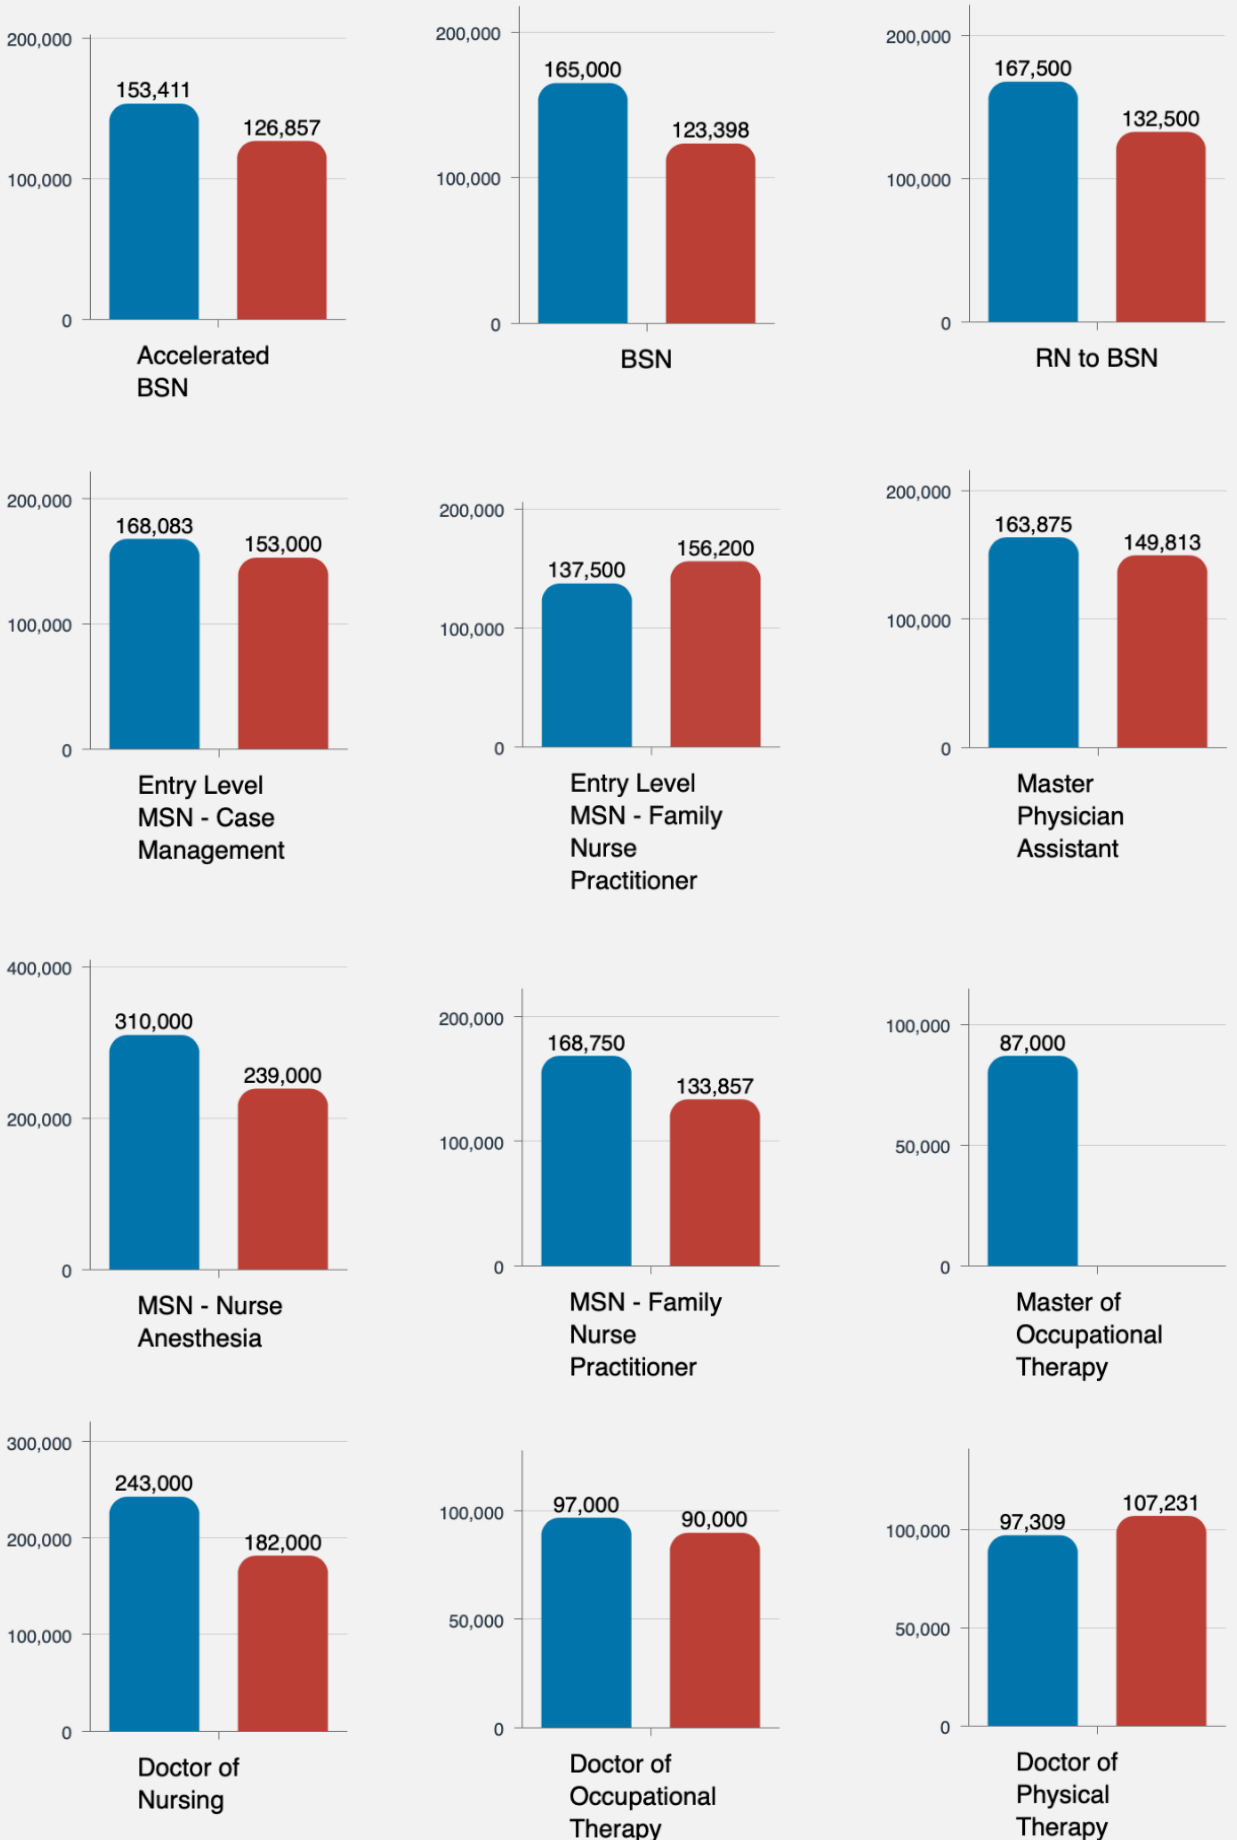 200,000
153,411
126,857
100,000
0
Accelerated
BSN
200,000
165,000
123,398
100,000
0
BSN
200,000
167,500
132,500
100,000
0
RN to BSN
200,000
168,083
153,000
100,000
0
Entry Level
MSN - Case
Management
200,000
156,200
137,500
100,000
0
Entry Level
MSN - Family
Nurse
Practitioner
200,000
163,875
149,813
100,000
0
Master
Physician
Assistant
400,000
310,000
239,000
200,000
0
MSN - Nurse
Anesthesia
200,000
168,750
133,857
100,000
0
MSN - Family
Nurse
Practitioner
100,000
87,000
50,000
0
Master of
Occupational
Therapy
300,000
243,000
200,000
182,000
100,000
0
Doctor of
Nursing
97,000
100,000
90,000
50,000
0
Doctor of
Occupational
Therapy
107,231
97,309
100,000
50,000
0
Doctor of
Physical
Therapy